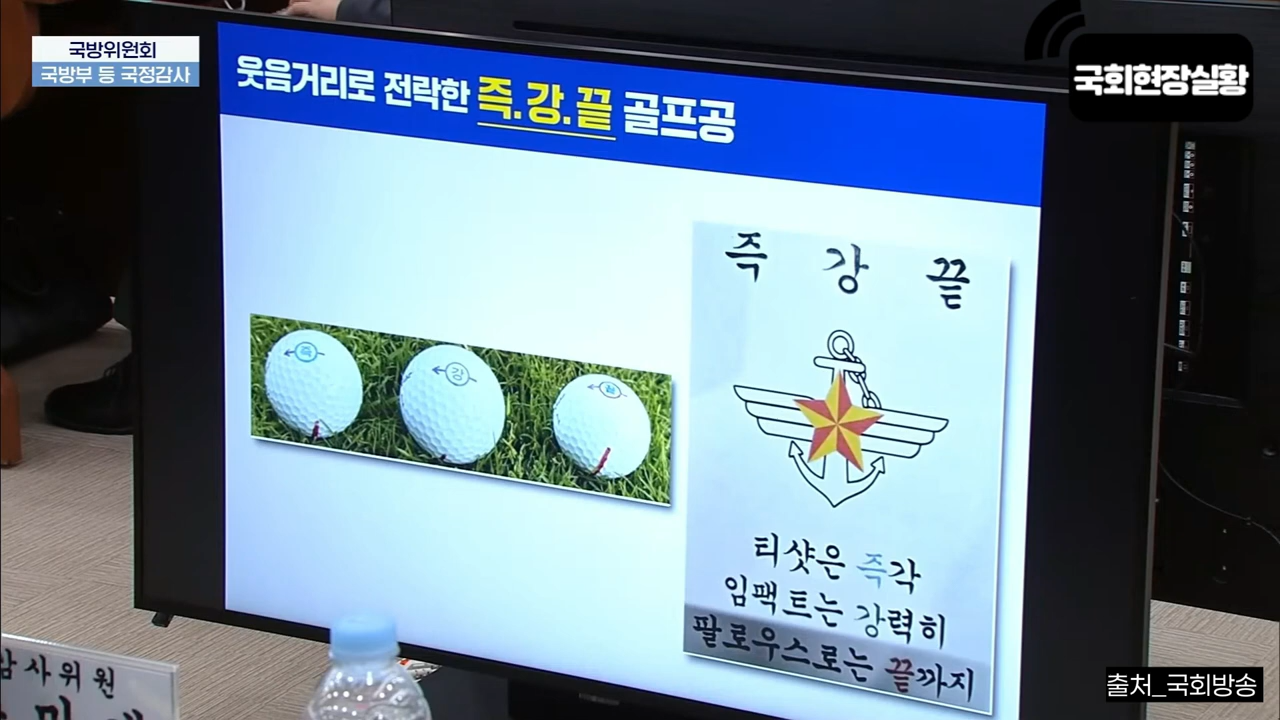 국방위원회
국방부 등 국정감사
국회현장실황
웃음거리로 전락한 즉.강.끝 골프공
즉 강 끝
즉
강
끝
티샷은 즉각
임팩트는 강력히
팔로우스로는 끝까지
감사위원
출처_국회방송